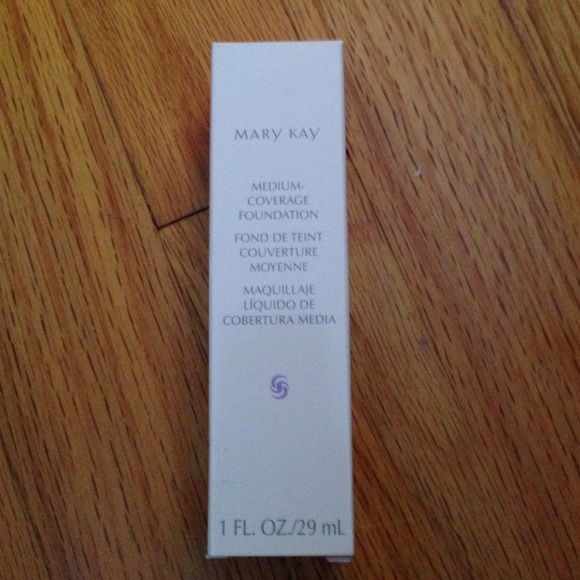 MARY KAY
MEDIUM-
COVERAGE
FOUNDATION
FOND DE TEINT
COUVERTURE
MOYENNE
MAQUILLAJE
LÍQUIDO DE
COBERTURA MEDIA
1 FL. OZ./29 mL